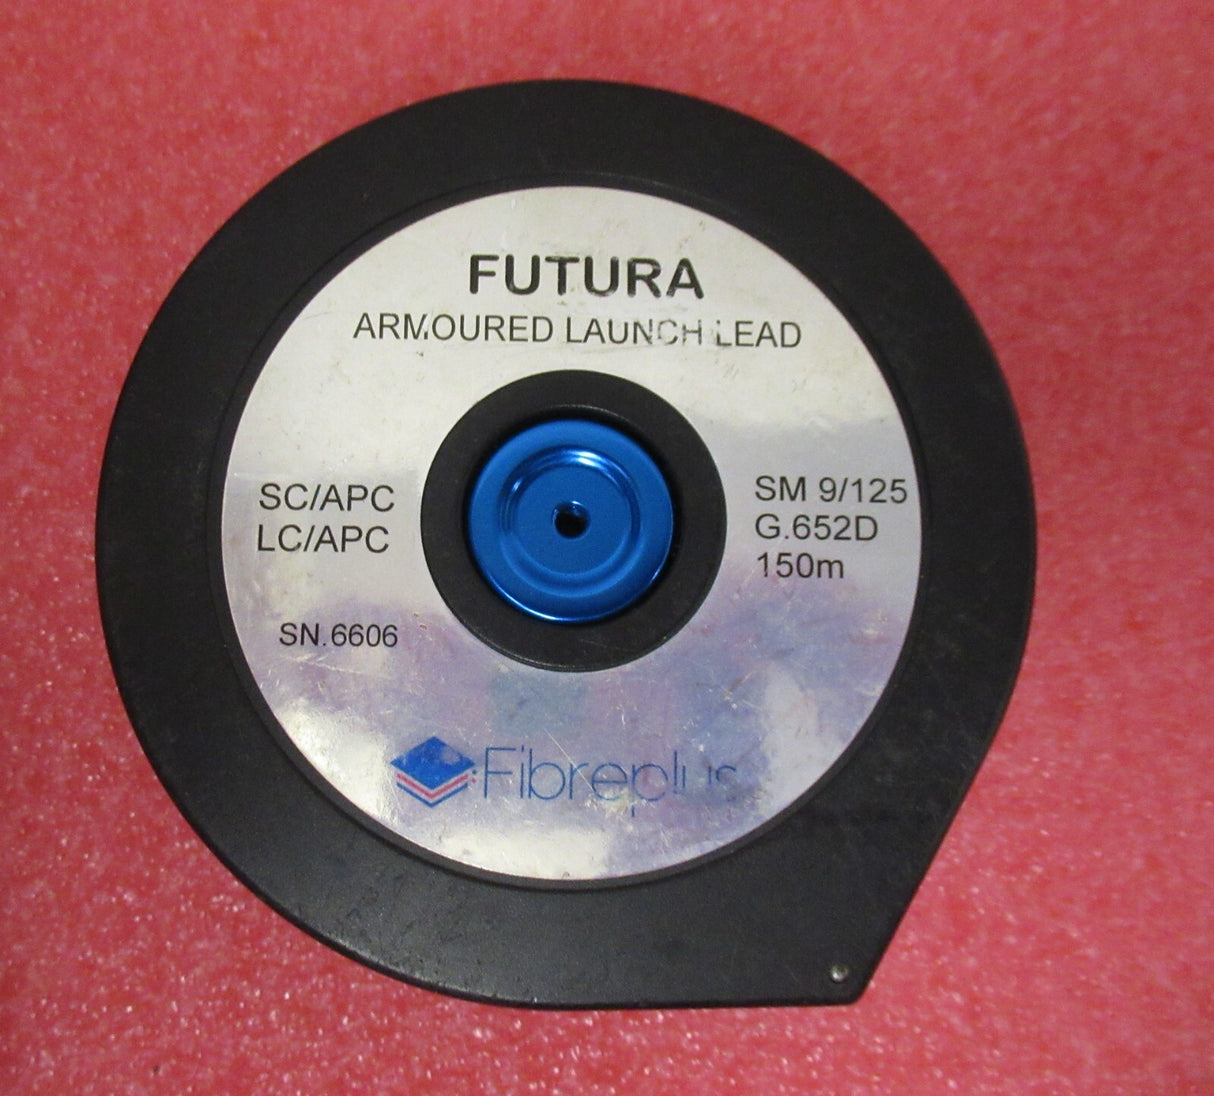 FUTURA
ARMOURED LAUNCH LEAD
SC/APC
LC/APC
SM 9/125
G.652D
150m
SN.6606
Fibreplus